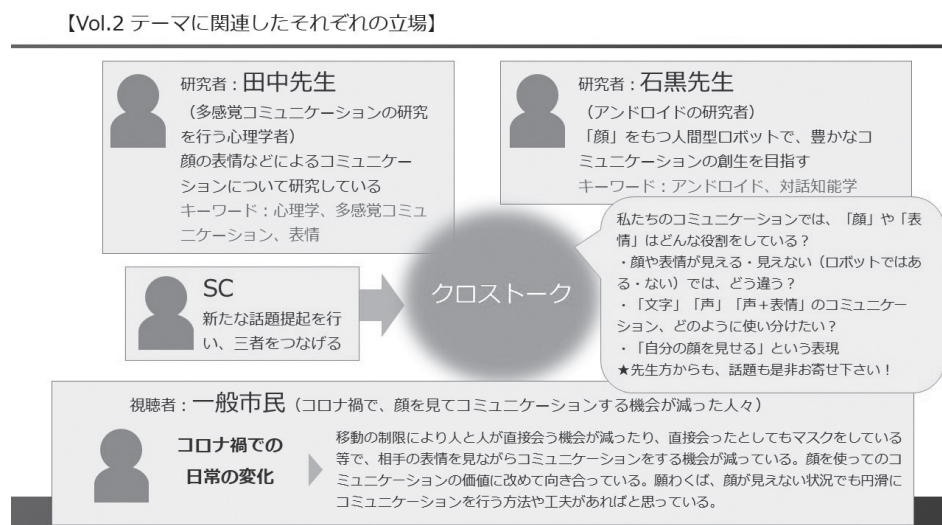 【Vol.2 テーマに関連したそれぞれの立場】
研究者：田中先生
（多感覚コミュニケーションの研究
を行う心理学者）
顔の表情などによるコミュニケー
ションについて研究している
キーワード：心理学、多感覚コミュ
ニケーション、表情
研究者：石黒先生
（アンドロイドの研究者）
「顔」をもつ人間型ロボットで、豊かなコ
ミュニケーションの創生を目指す
キーワード：アンドロイド、対話知能学
SC
新たな話題提起を行
い、三者をつなげる
クロストーク
私たちのコミュニケーションでは、「顔」や「表
情」はどんな役割をしている？
・顔や表情が見える・見えない（ロボットではあ
る・ない）では、どう違う？
・「文字」「声」「声＋表情」のコミュニケー
ション、どのように使い分けたい？
・「自分の顔を見せる」という表現
★先生方からも、話題も是非お寄せ下さい！
視聴者：一般市民（コロナ禍で、顔を見てコミュニケーションする機会が減った人々）
コロナ禍での
日常の変化
移動の制限により人と人が直接会う機会が減ったり、直接会ったとしてもマスクをしている
等で、相手の表情を見ながらコミュニケーションをする機会が減っている。顔を使ってのコ
ミュニケーションの価値に改めて向き合っている。願わくば、顔が見えない状況でも円滑に
コミュニケーションを行う方法や工夫があればと思っている。